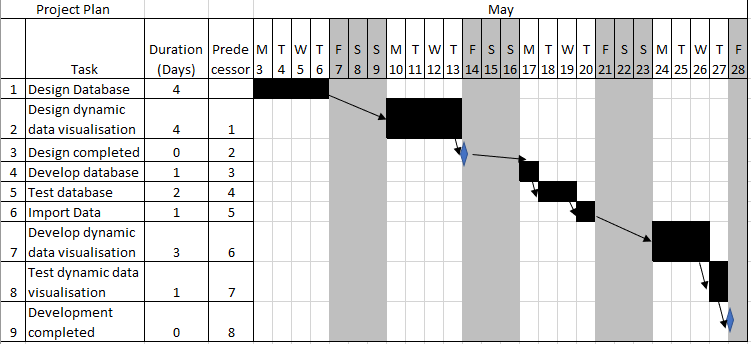 Project Plan May
Duration Prede M T W T F S S M T W T F S S M T W T F S S M T W T F
Task (Days) cessor 3 4 5 6 7 8 9 10 11 12 13 14 15 16 17 18 19 20 21 22 23 24 25 26 27 28
1 Design Database 4
Design dynamic
2 data visualisation 4 1
3 Design completed 0 2
4 Develop database 1 3
5 Test database 2 4
6 Import Data 1 5
Develop dynamic
7 data visualisation 3 6
Test dynamic data
8 visualisation 1 7
Development
9 completed 0 8